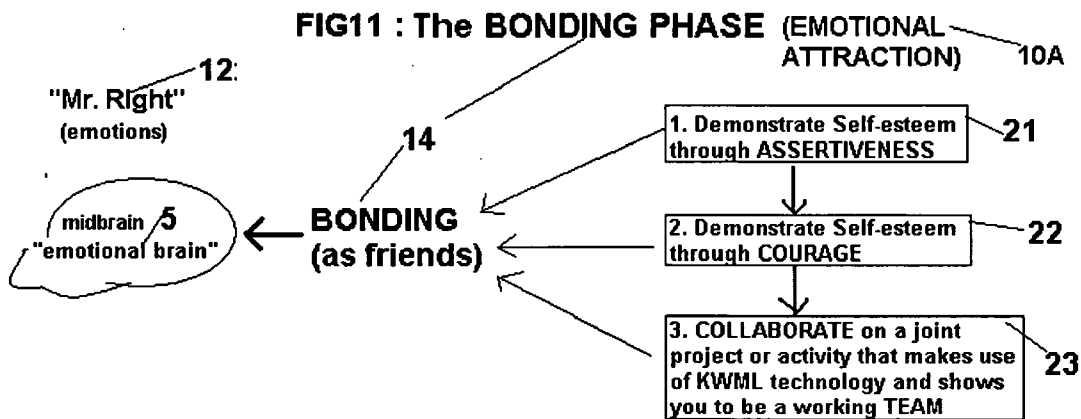 FIG11 : The BONDING PHASE (EMOTIONAL
ATTRACTION)
10A
12:
"Mr. Right"
(emotions)
14
1. Demonstrate Self-esteem
through ASSERTIVENESS
21
midbrain 5
"emotional brain"
BONDING
(as friends)
2. Demonstrate Self-esteem
through COURAGE
22
3. COLLABORATE on a joint
project or activity that makes use
of KWML technology and shows
you to be a working TEAM
23